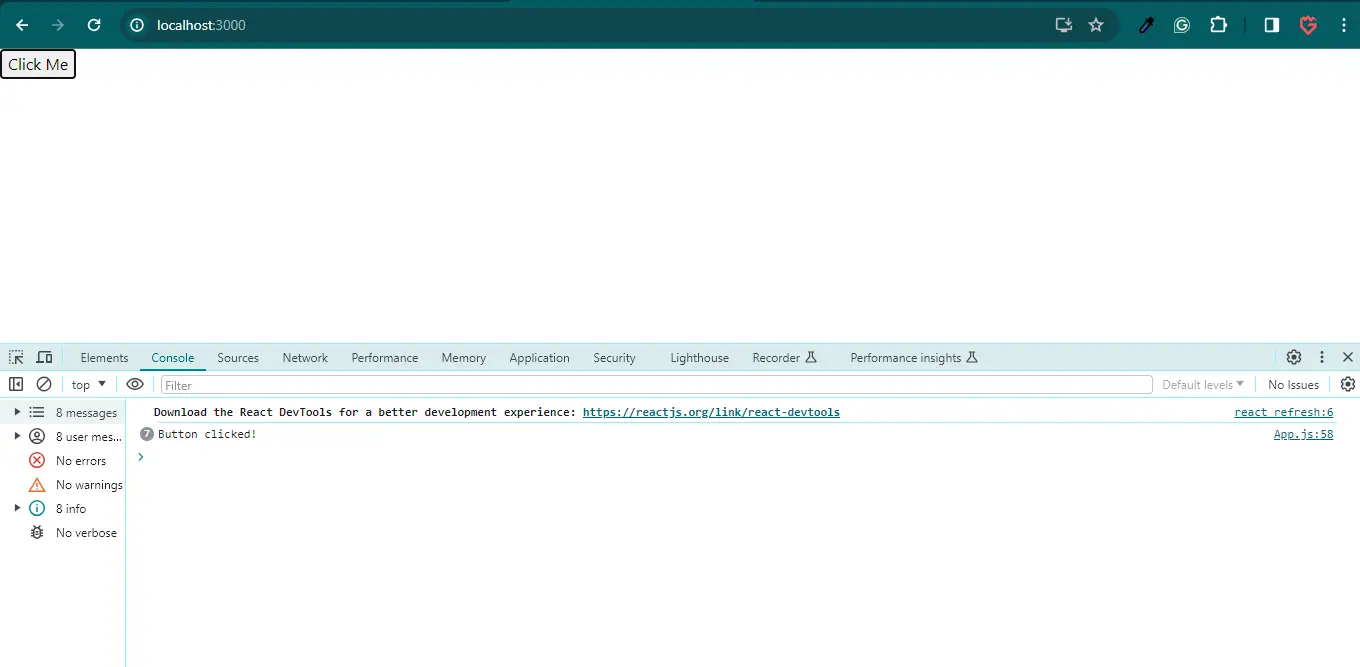 localhost:3000
Click Me
Elements Console Sources Network Performance Memory Application Security Lighthouse Recorder Performance insights
top Filter Default levels No Issues
8 messages
8 user mes...
No errors
No warnings
8 info
No verbose
Download the React DevTools for a better development experience: https://reactjs.org/link/react-devtools react refresh:6
7 Button clicked! App.js:58